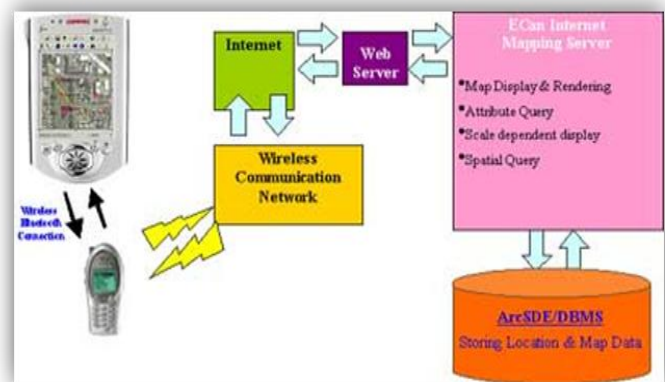 COMPAQ
Wireless
Bluetooth
Connection
Internet
Web
Server
Wireless
Communication
Network
ECan Internet
Mapping Server
•Map Display & Rendering
•Attribute Query
•Scale dependent display
•Spatial Query
ArcSDE/DBMS
Storing Location & Map Data